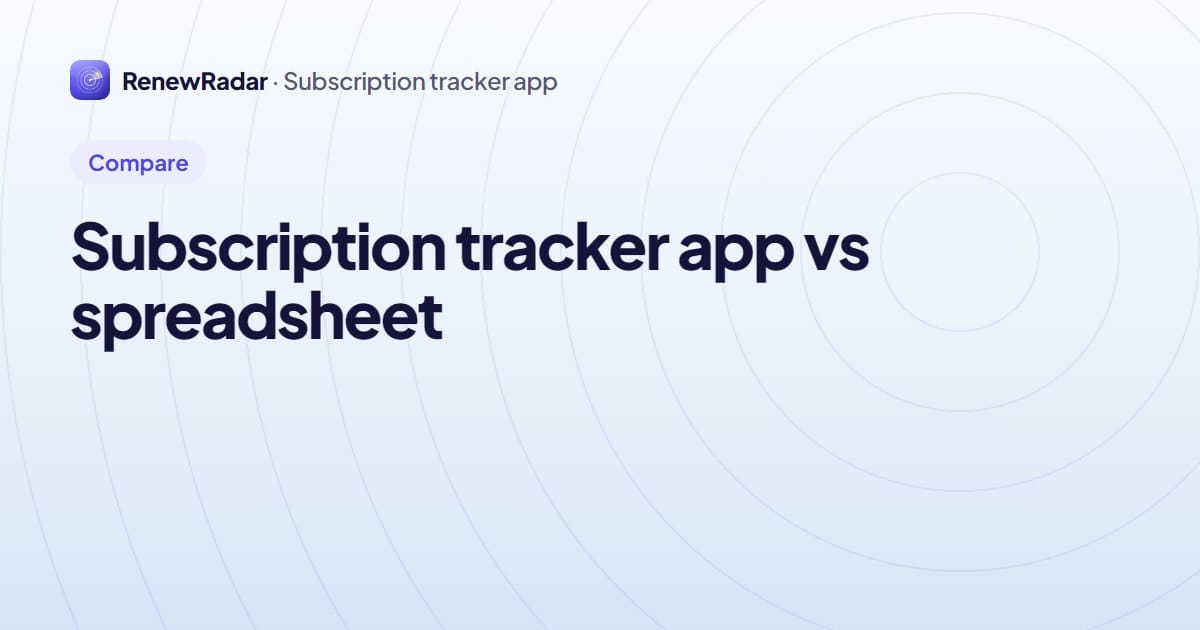 RenewRadar · Subscription tracker app
Compare
Subscription tracker app vs
spreadsheet